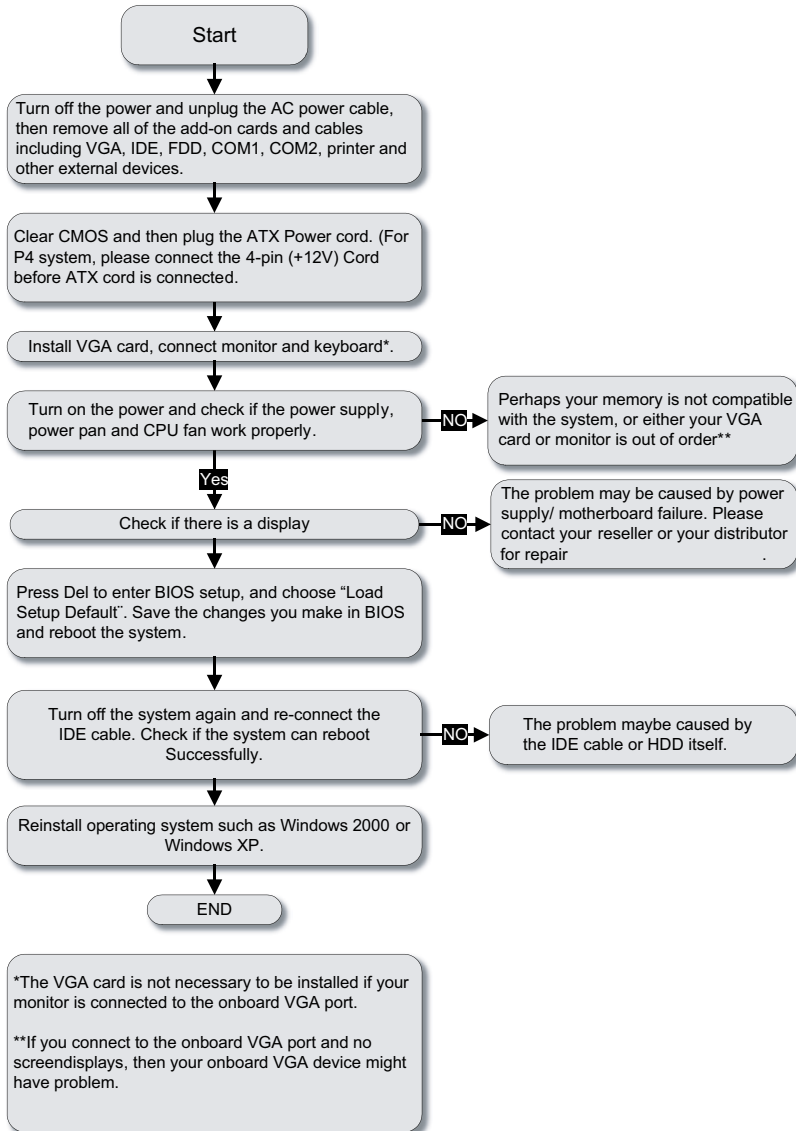 Start
Turn off the power and unplug the AC power cable,
then remove all of the add-on cards and cables
including VGA, IDE, FDD, COM1, COM2, printer and
other external devices.
Clear CMOS and then plug the ATX Power cord. (For
P4 system, please connect the 4-pin (+12V) Cord
before ATX cord is connected.
Install VGA card, connect monitor and keyboard*.
Turn on the power and check if the power supply,
power pan and CPU fan work properly.
NO
Perhaps your memory is not compatible
with the system, or either your VGA
card or monitor is out of order**
Yes
Check if there is a display
NO
The problem may be caused by power
supply/ motherboard failure. Please
contact your reseller or your distributor
for repair .
Press Del to enter BIOS setup, and choose “Load
Setup Default¨. Save the changes you make in BIOS
and reboot the system.
Turn off the system again and re-connect the
IDE cable. Check if the system can reboot
Successfully.
NO
The problem maybe caused by
the IDE cable or HDD itself.
Reinstall operating system such as Windows 2000 or
Windows XP.
END
*The VGA card is not necessary to be installed if your
monitor is connected to the onboard VGA port.
**If you connect to the onboard VGA port and no
screendisplays, then your onboard VGA device might
have problem.